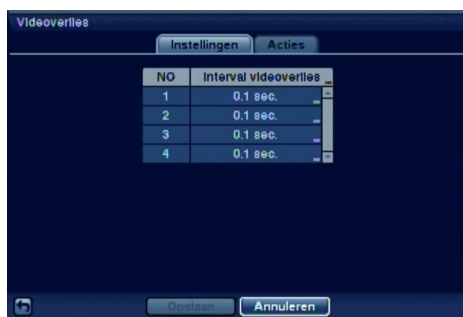 Videoverlies
Instellingen Acties
NO Interval videoverlies ...
1 0.1 sec. ...
2 0.1 sec. ...
3 0.1 sec. ...
4 0.1 sec. ...
Opslaan Annuleren